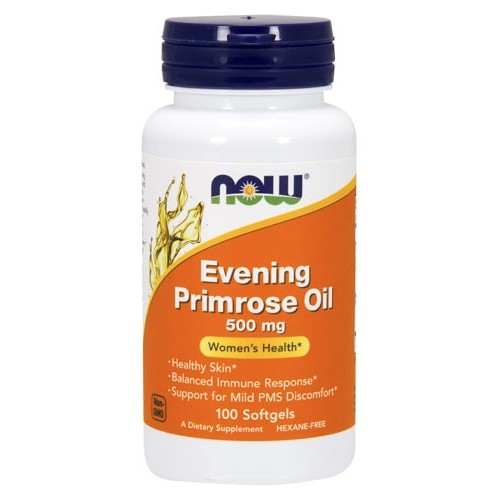 NOW®
Evening
Primrose Oil
500 mg
Women's Health*
•Healthy Skin*
•Balanced Immune Response*
•Support for Mild PMS Discomfort*
100 Softgels
Non-
GMO
A Dietary Supplement HEXANE-FREE